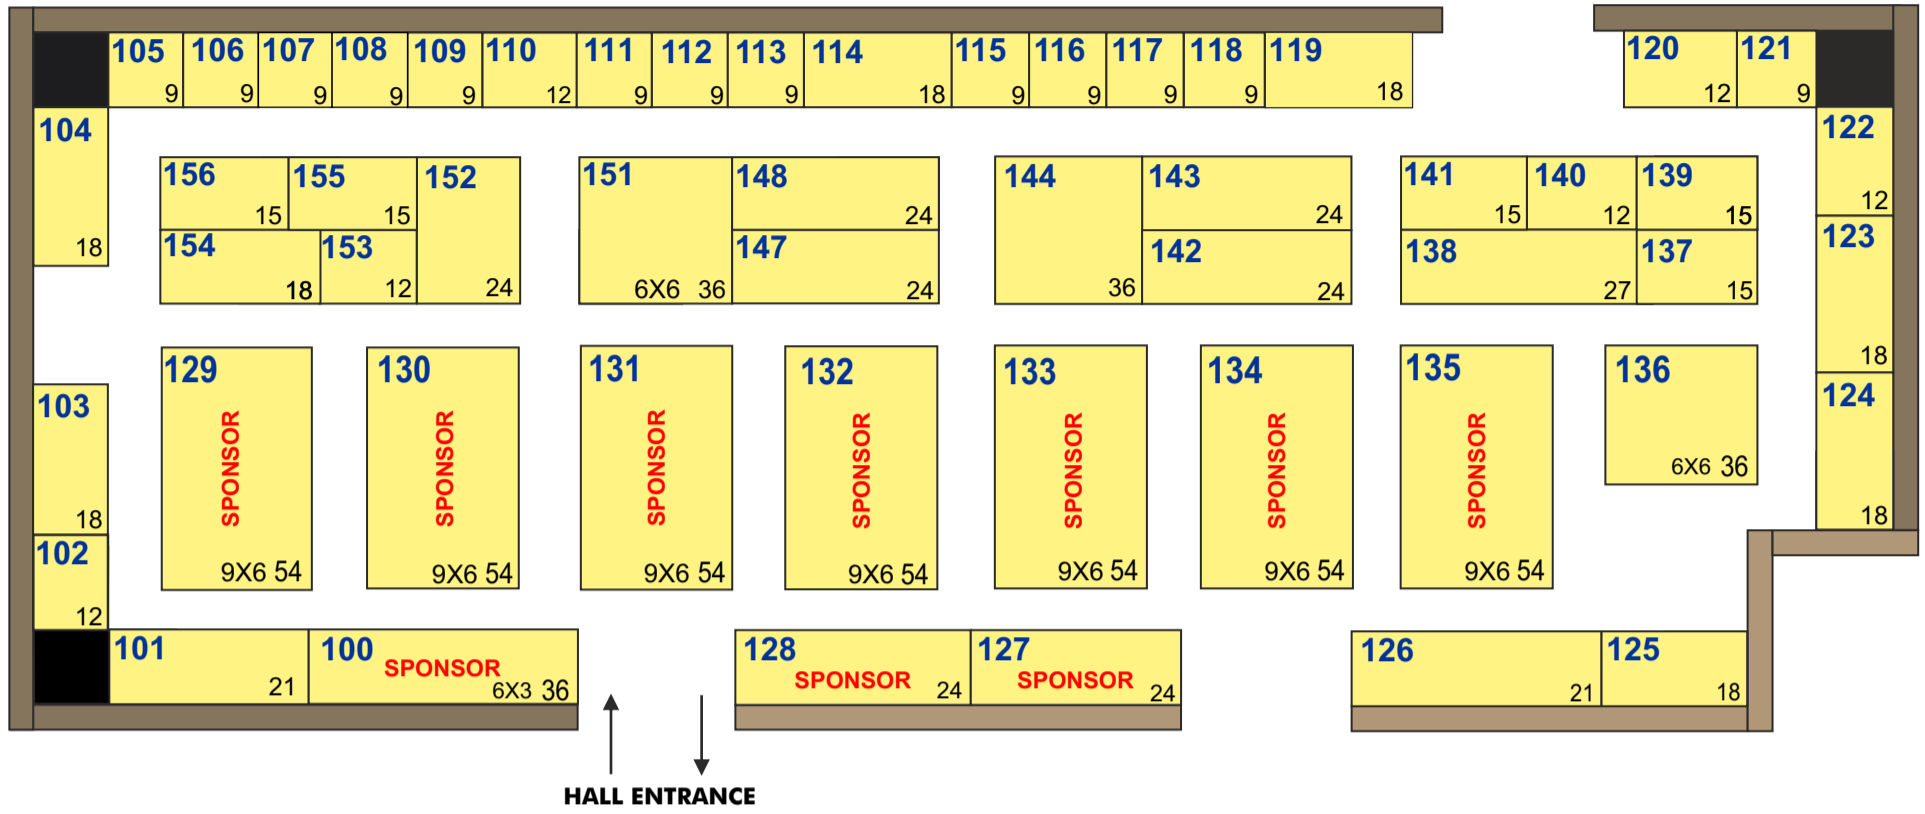 105 106 107 108 109 110 111 112 113 114 115 116 117 118 119 120 121
9 9 9 9 9 12 9 9 9 18 9 9 9 9 18 12 9
104 122
18 12
156 155 152 151 148 144 143 141 140 139
15 15 24 24 15 12 15
154 153 147 142 138 137 123
18 12 24 6X6 36 24 36 24 27 15 18
129 130 131 132 133 134 135 136 124
SPONSOR SPONSOR SPONSOR SPONSOR SPONSOR SPONSOR SPONSOR
6X6 36
103
18 18
9X6 54 9X6 54 9X6 54 9X6 54 9X6 54 9X6 54 9X6 54
102
12
101 100 128 127 126 125
SPONSOR SPONSOR SPONSOR
21 6X3 36 24 24 21 18
HALL ENTRANCE